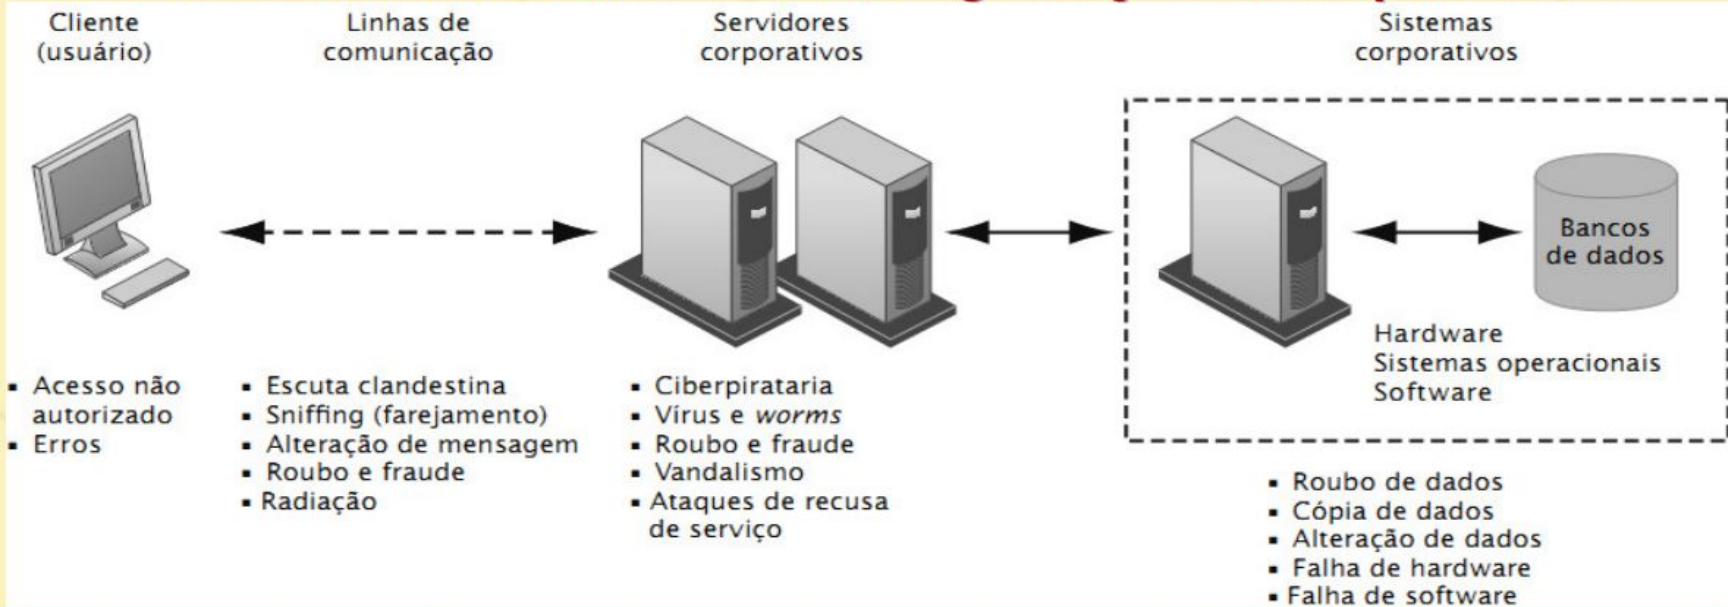 Cliente
(usuário)
Linhas de
comunicação
Servidores
corporativos
Sistemas
corporativos
Bancos
de dados
Hardware
Sistemas operacionais
Software
▪ Acesso não
autorizado
▪ Erros
▪ Escuta clandestina
▪ Sniffing (farejamento)
▪ Alteração de mensagem
▪ Roubo e fraude
▪ Radiação
▪ Ciberpirataria
▪ Vírus e worms
▪ Roubo e fraude
▪ Vandalismo
▪ Ataques de recusa
de serviço
▪ Roubo de dados
▪ Cópia de dados
▪ Alteração de dados
▪ Falha de hardware
▪ Falha de software